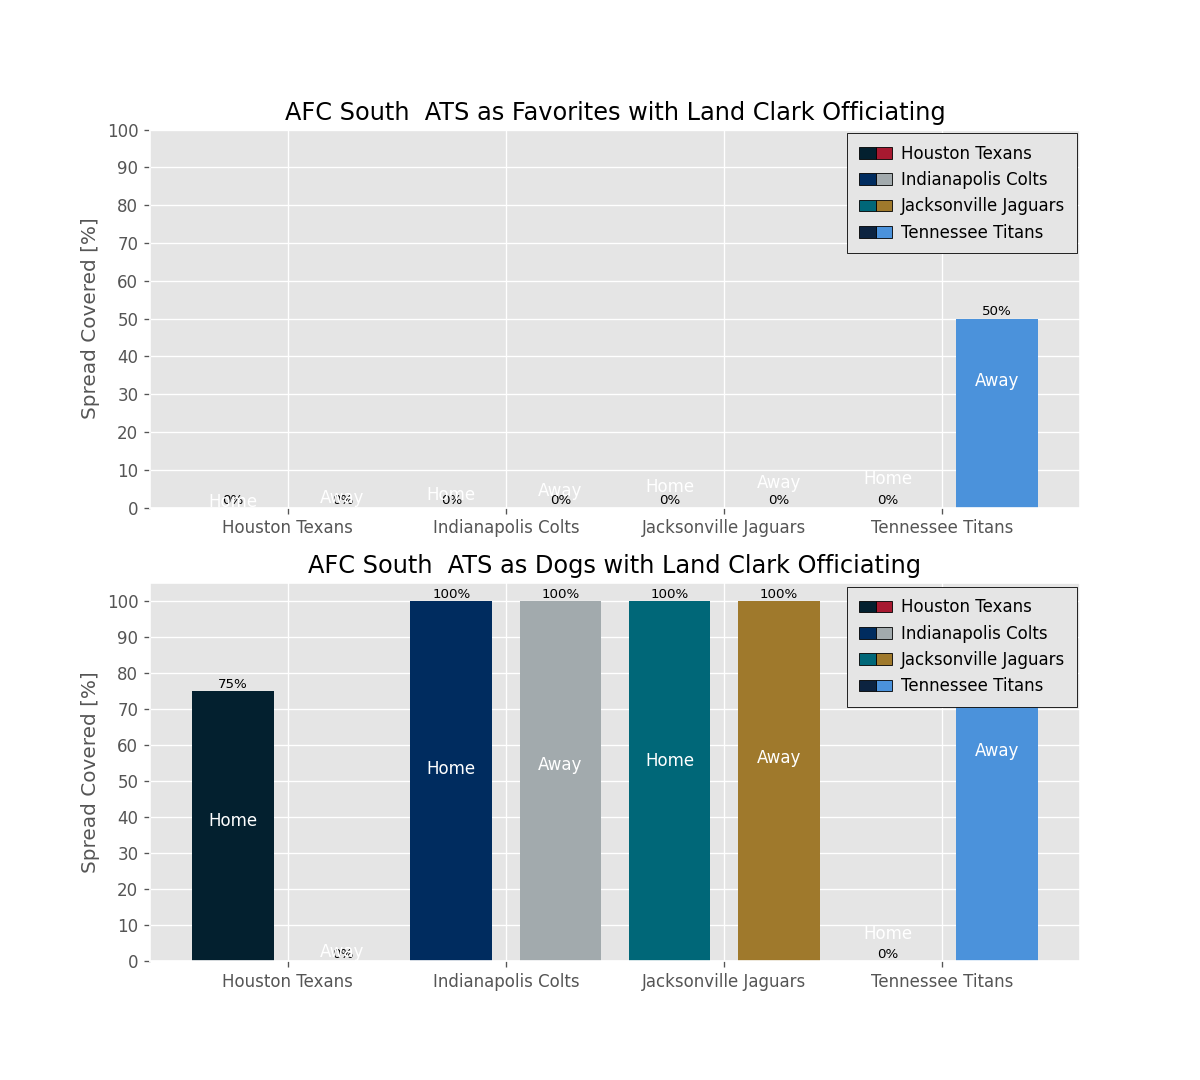 AFC South  ATS as Favorites with Land Clark Officiating
Spread Covered [%]
100
90
80
70
60
50
40
30
20
10
0
Houston Texans
Indianapolis Colts
Jacksonville Jaguars
Tennessee Titans
50%
Away
Home
0%
Away
0%
Home
0%
Away
0%
Home
0%
Away
0%
Home
0%
Houston Texans
Indianapolis Colts
Jacksonville Jaguars
Tennessee Titans
AFC South  ATS as Dogs with Land Clark Officiating
Spread Covered [%]
100
90
80
70
60
50
40
30
20
10
0
Houston Texans
Indianapolis Colts
Jacksonville Jaguars
Tennessee Titans
75%
Home
Away
0%
100%
Home
100%
Away
100%
Home
100%
Away
Home
0%
Away
Houston Texans
Indianapolis Colts
Jacksonville Jaguars
Tennessee Titans